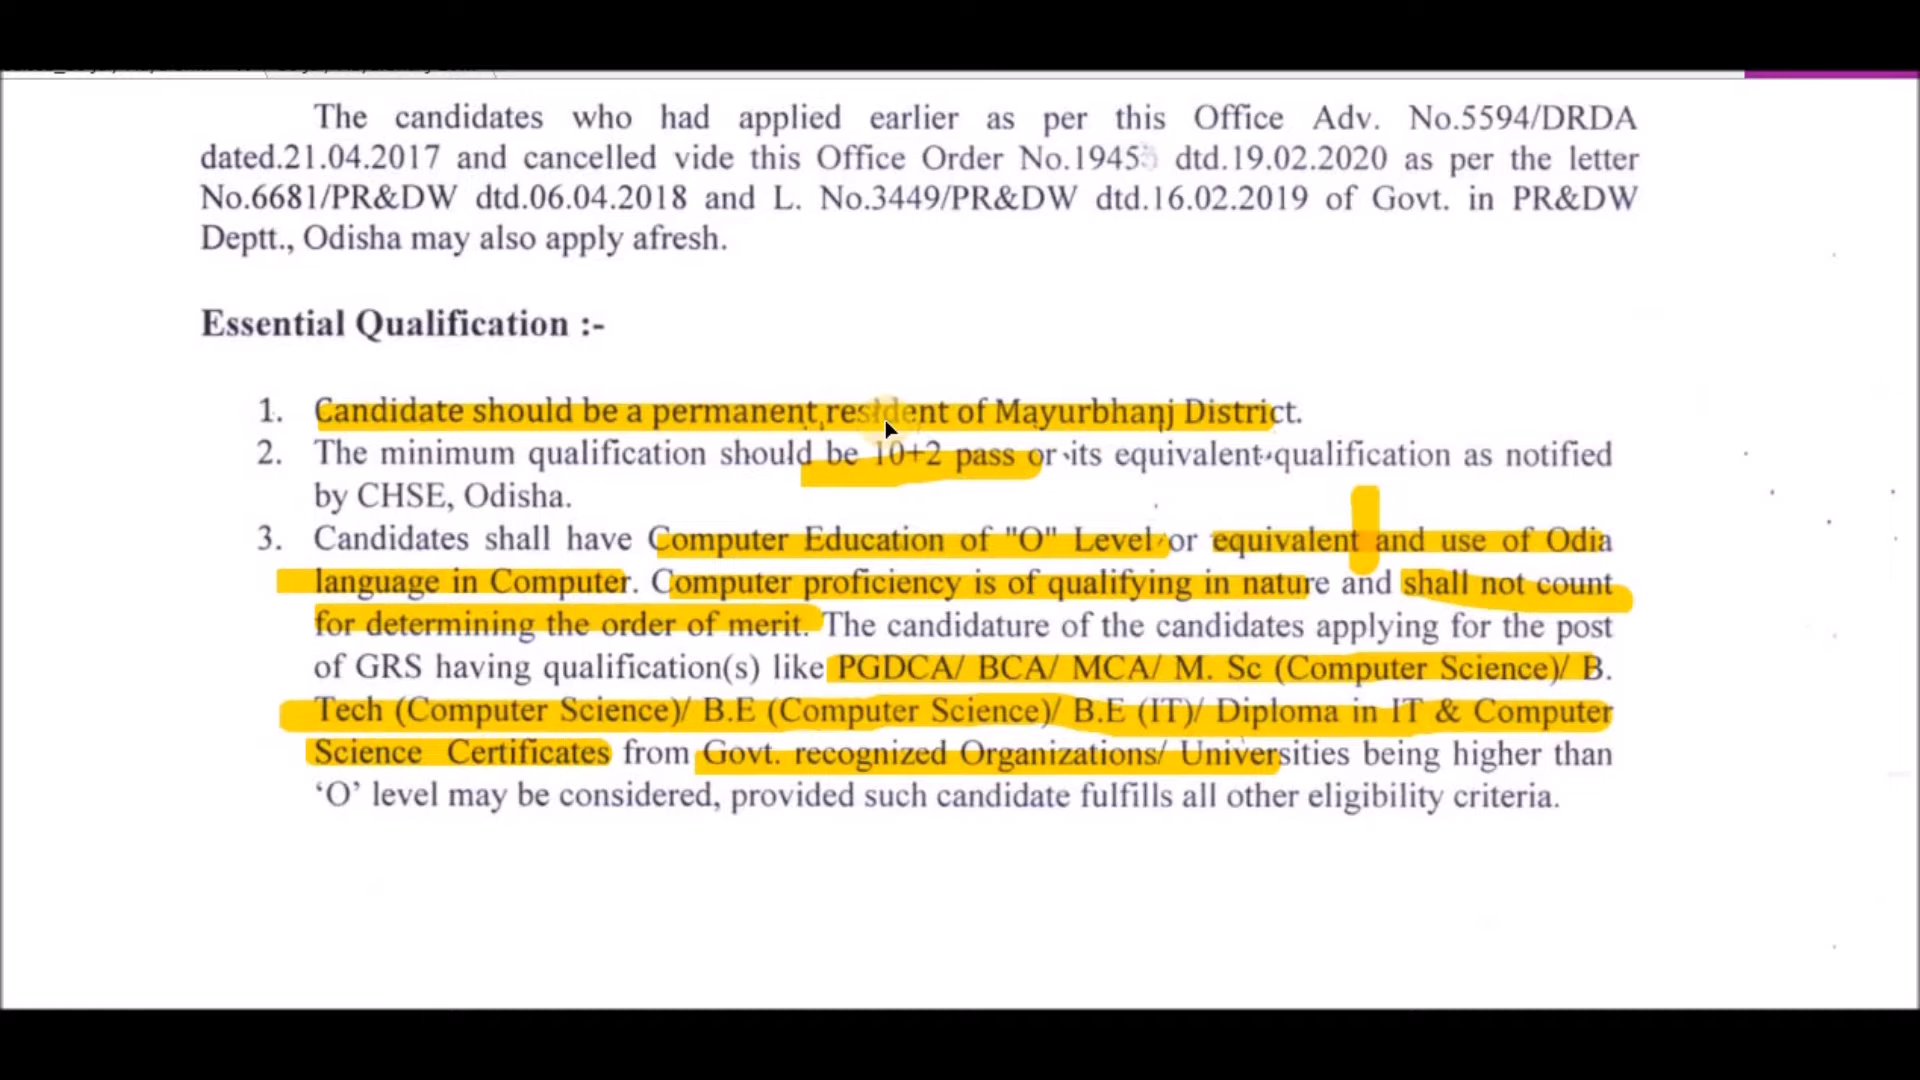 The candidates who had applied earlier as per this Office Adv. No.5594/DRDA
dated.21.04.2017 and cancelled vide this Office Order No.1945 dtd.19.02.2020 as per the letter
No.6681/PR&DW dtd.06.04.2018 and L. No.3449/PR&DW dtd.16.02.2019 of Govt. in PR&DW
Deptt., Odisha may also apply afresh.
Essential Qualification :-
1. Candidate should be a permanent resident of Mayurbhanj District.
2. The minimum qualification should be 10+2 pass or its equivalent qualification as notified
by CHSE, Odisha.
3. Candidates shall have Computer Education of "O" Level or equivalent and use of Odia
language in Computer. Computer proficiency is of qualifying in nature and shall not count
for determining the order of merit. The candidature of the candidates applying for the post
of GRS having qualification(s) like PGDCA/ BCA/ MCA/ M. Sc (Computer Science)/ B.
Tech (Computer Science)/ B.E (Computer Science)/ B.E (IT)/ Diploma in IT & Computer
Science Certificates from Govt. recognized Organizations/ Universities being higher than
‘O’ level may be considered, provided such candidate fulfills all other eligibility criteria.